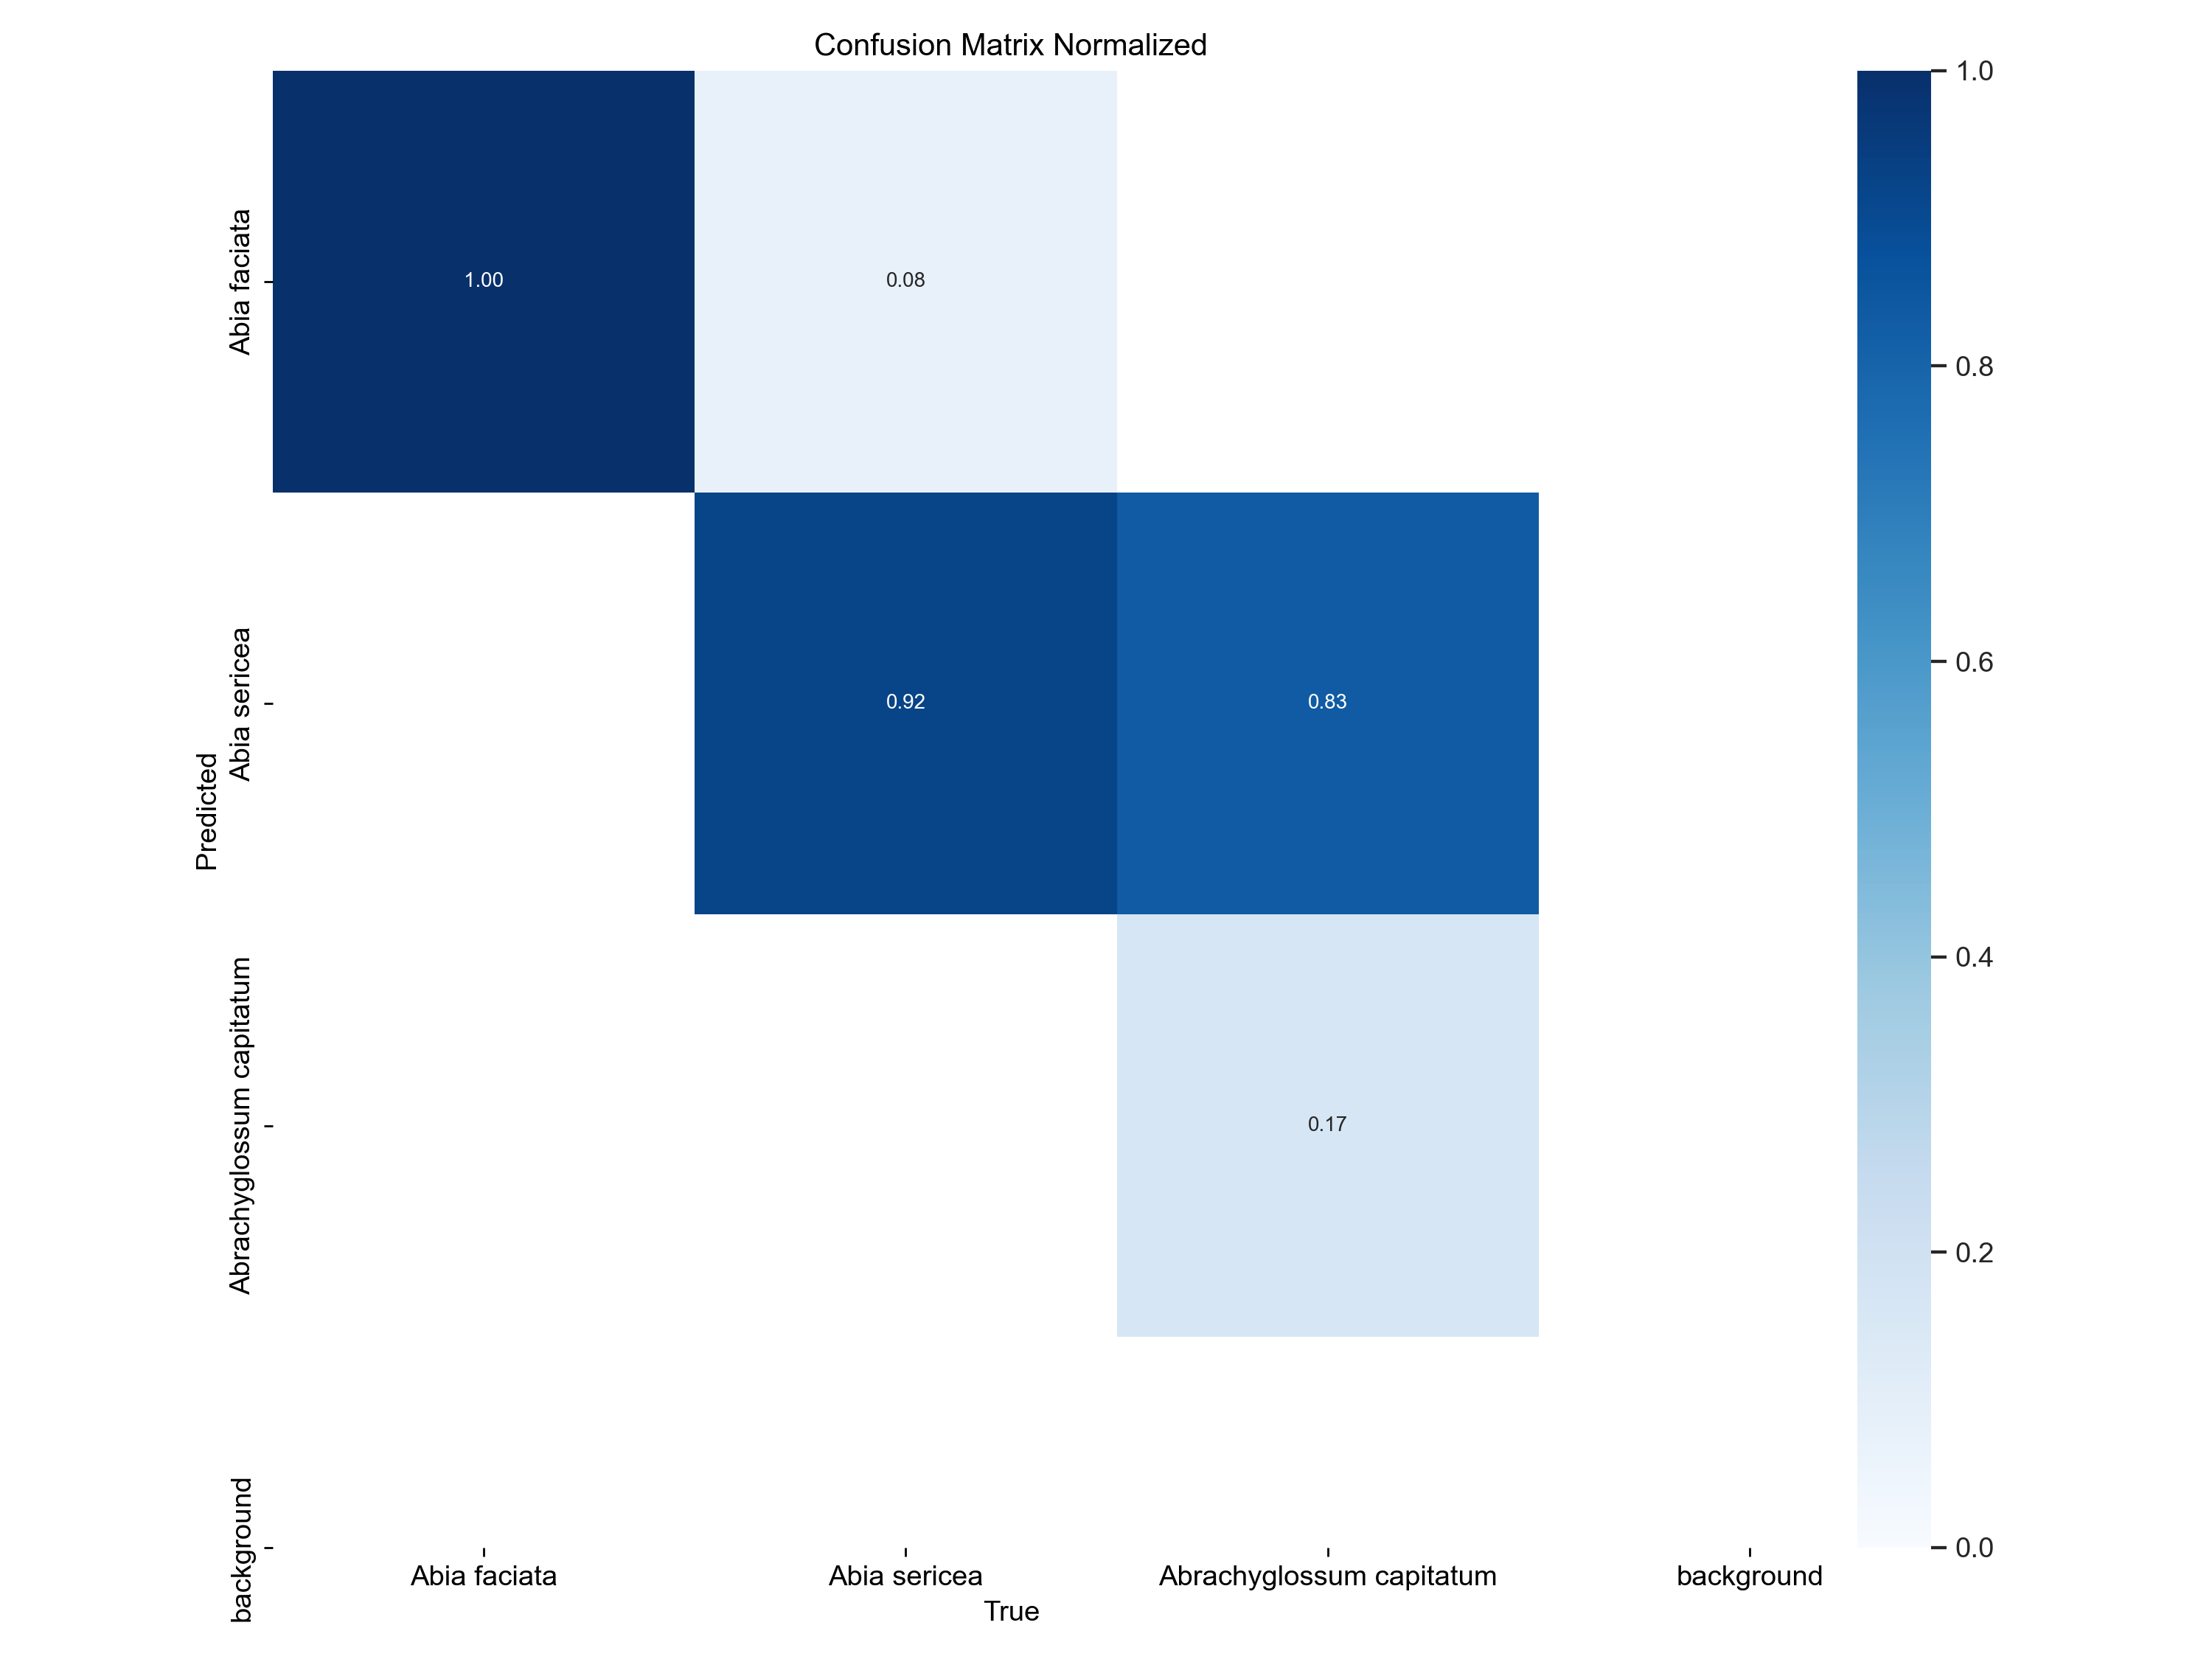 Confusion Matrix Normalized
Predicted
Abia faciata
Abia sericea
Abrachyglossum capitatum
background
1.00
0.08
0.92
0.83
0.17
Abia faciata
Abia sericea
Abrachyglossum capitatum
background
True
1.0
0.8
0.6
0.4
0.2
0.0